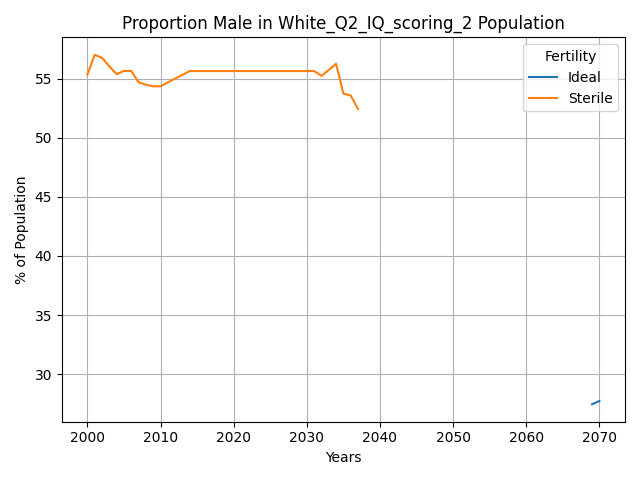 Proportion Male in White_Q2_IQ_scoring_2 Population
Fertility
Ideal
Sterile
% of Population
55
50
45
40
35
30
2000 2010 2020 2030 2040 2050 2060 2070
Years